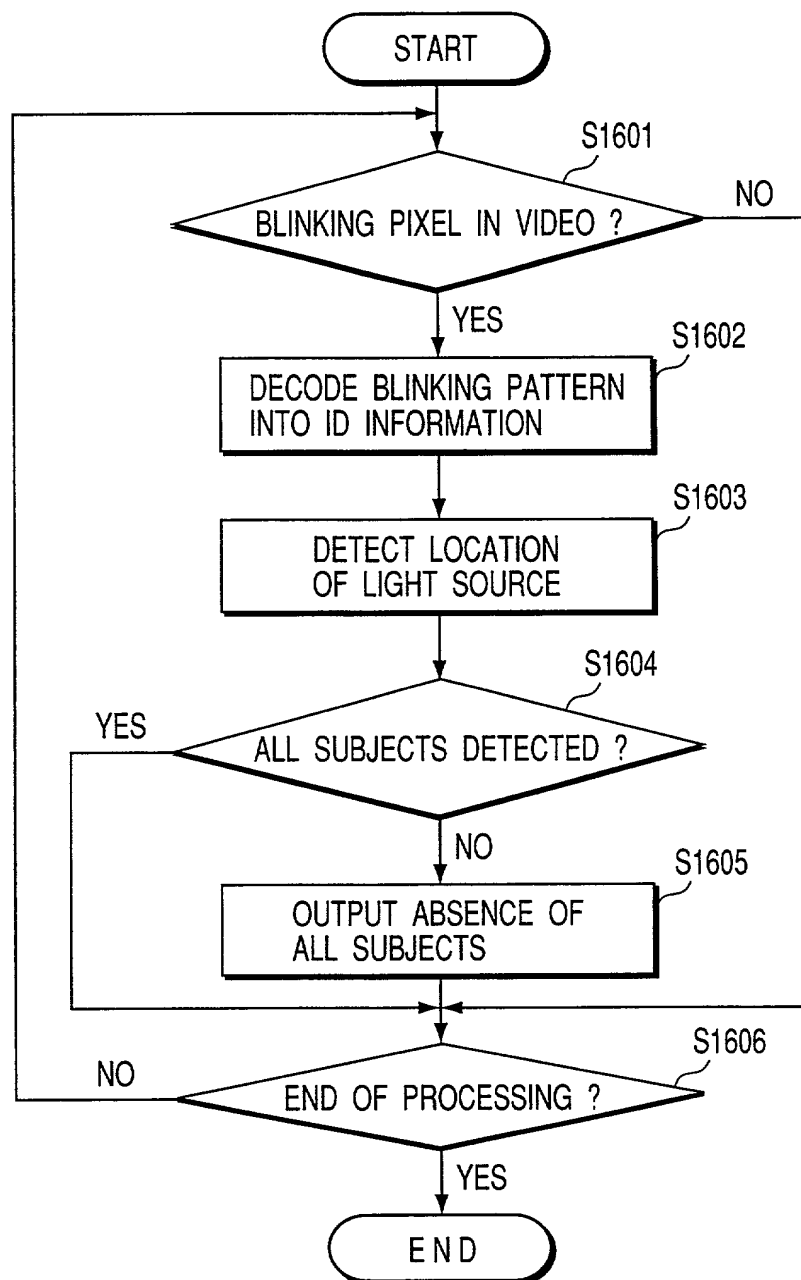 START
S1601
BLINKING PIXEL IN VIDEO ?
NO
YES
S1602
DECODE BLINKING PATTERN
INTO ID INFORMATION
S1603
DETECT LOCATION
OF LIGHT SOURCE
S1604
YES
ALL SUBJECTS DETECTED ?
NO
S1605
OUTPUT ABSENCE OF
ALL SUBJECTS
S1606
NO
END OF PROCESSING ?
YES
END